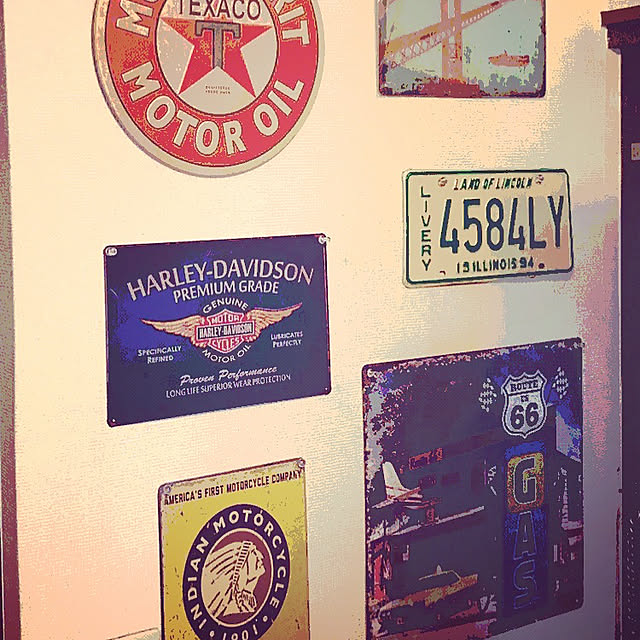 TEXACO
T
MOTOR OIL
LAND OF LINCOLN
LIVERY
4584LY
19 ILLINOIS 94
HARLEY-DAVIDSON
PREMIUM GRADE
GENUINE
MOTOR
HARLEY-DAVIDSON
CYCLES
MOTOR OIL
SPECIFICALLY
REFINED
LUBRICATES
PERFECTLY
Proven Performance
LONG LIFE SUPERIOR WEAR PROTECTION
ROUTE
US
66
GAS
AMERICA'S FIRST MOTORCYCLE COMPANY
INDIAN MOTORCYCLE
1901